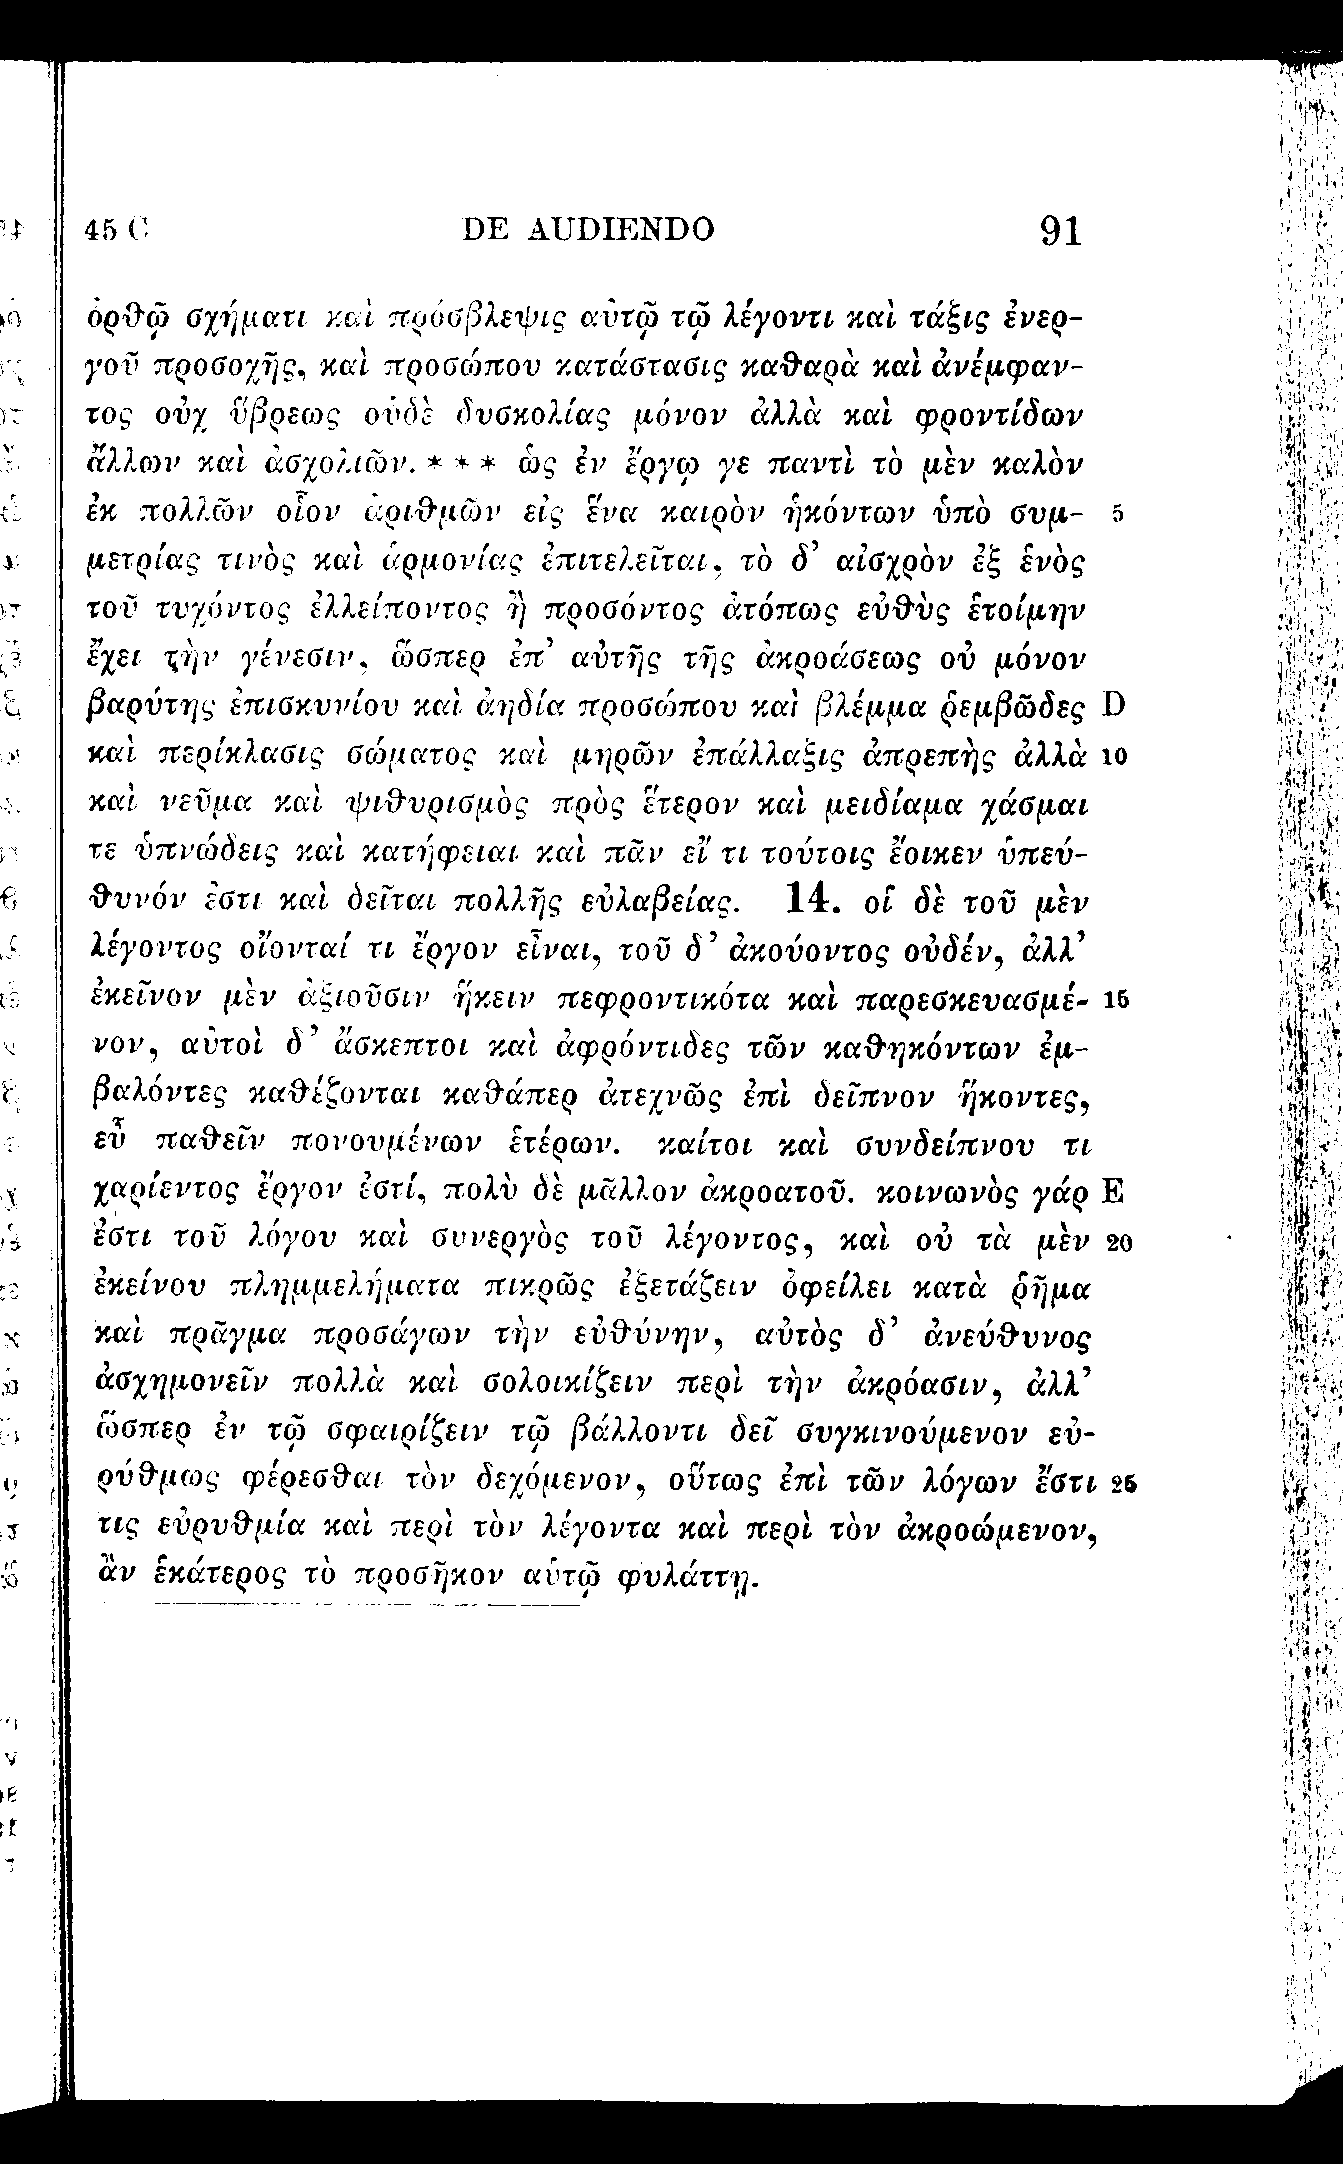 45 C DE AUDIENDO 91
ὀρθῷ σχήματι καὶ πρόσβλεψις αὐτῷ τῷ λέγοντι καὶ τάξις ἐνερ-
γοῦ προσοχῆς, καὶ προσώπου κατάστασις καθαρὰ καὶ ἀνέμφαν-
τος οὐχ ὕβρεως οὐδὲ δυσκολίας μόνον ἀλλὰ καὶ φροντίδων
ἄλλων καὶ ἀσχολιῶν. * * * ὡς ἐν ἔργῳ γε παντὶ τὸ μὲν καλὸν
ἐκ πολλῶν οἷον ἀριθμῶν εἰς ἕνα καιρὸν ἡκόντων ὑπὸ συμ- 5
μετρίας τινὸς καὶ ἁρμονίας ἐπιτελεῖται, τὸ δ’ αἰσχρὸν ἐξ ἑνὸς
τοῦ τυχόντος ἐλλείποντος ἢ προσόντος ἀτόπως εὐθὺς ἑτοίμην
ἔχει τὴν γένεσιν, ὥσπερ ἐπ’ αὐτῆς τῆς ἀκροάσεως οὐ μόνον
βαρύτης ἐπισκυνίου καὶ ἀηδία προσώπου καὶ βλέμμα ῥεμβῶδες D
καὶ περίκλασις σώματος καὶ μηρῶν ἐπάλλαξις ἀπρεπὴς ἀλλὰ 10
καὶ νεῦμα καὶ ψιθυρισμὸς πρὸς ἕτερον καὶ μειδίαμα χάσμαι
τε ὑπνώδεις καὶ κατήφειαι καὶ πᾶν εἴ τι τούτοις ἔοικεν ὑπεύ-
θυνόν ἐστι καὶ δεῖται πολλῆς εὐλαβείας. 14. οἱ δὲ τοῦ μὲν
λέγοντος οἴονταί τι ἔργον εἶναι, τοῦ δ’ ἀκούοντος οὐδέν, ἀλλ’
ἐκεῖνον μὲν ἀξιοῦσιν ἥκειν πεφροντικότα καὶ παρεσκευασμέ- 15
νον, αὐτοὶ δ’ ἄσκεπτοι καὶ ἀφρόντιδες τῶν καθηκόντων ἐμ-
βαλόντες καθέζονται καθάπερ ἀτεχνῶς ἐπὶ δεῖπνον ἥκοντες,
εὖ παθεῖν πονουμένων ἑτέρων. καίτοι καὶ συνδείπνου τι
χαρίεντος ἔργον ἐστί, πολὺ δὲ μᾶλλον ἀκροατοῦ. κοινωνὸς γάρ E
ἐστι τοῦ λόγου καὶ συνεργὸς τοῦ λέγοντος, καὶ οὐ τὰ μὲν 20
ἐκείνου πλημμελήματα πικρῶς ἐξετάζειν ὀφείλει κατὰ ῥῆμα
καὶ πρᾶγμα προσάγων τὴν εὐθύνην, αὐτὸς δ’ ἀνεύθυνος
ἀσχημονεῖν πολλὰ καὶ σολοικίζειν περὶ τὴν ἀκρόασιν, ἀλλ’
ὥσπερ ἐν τῷ σφαιρίζειν τῷ βάλλοντι δεῖ συγκινούμενον εὐ-
ρύθμως φέρεσθαι τὸν δεχόμενον, οὕτως ἐπὶ τῶν λόγων ἔστι 25
τις εὐρυθμία καὶ περὶ τὸν λέγοντα καὶ περὶ τὸν ἀκροώμενον,
ἂν ἑκάτερος τὸ προσῆκον αὑτῷ φυλάττῃ.